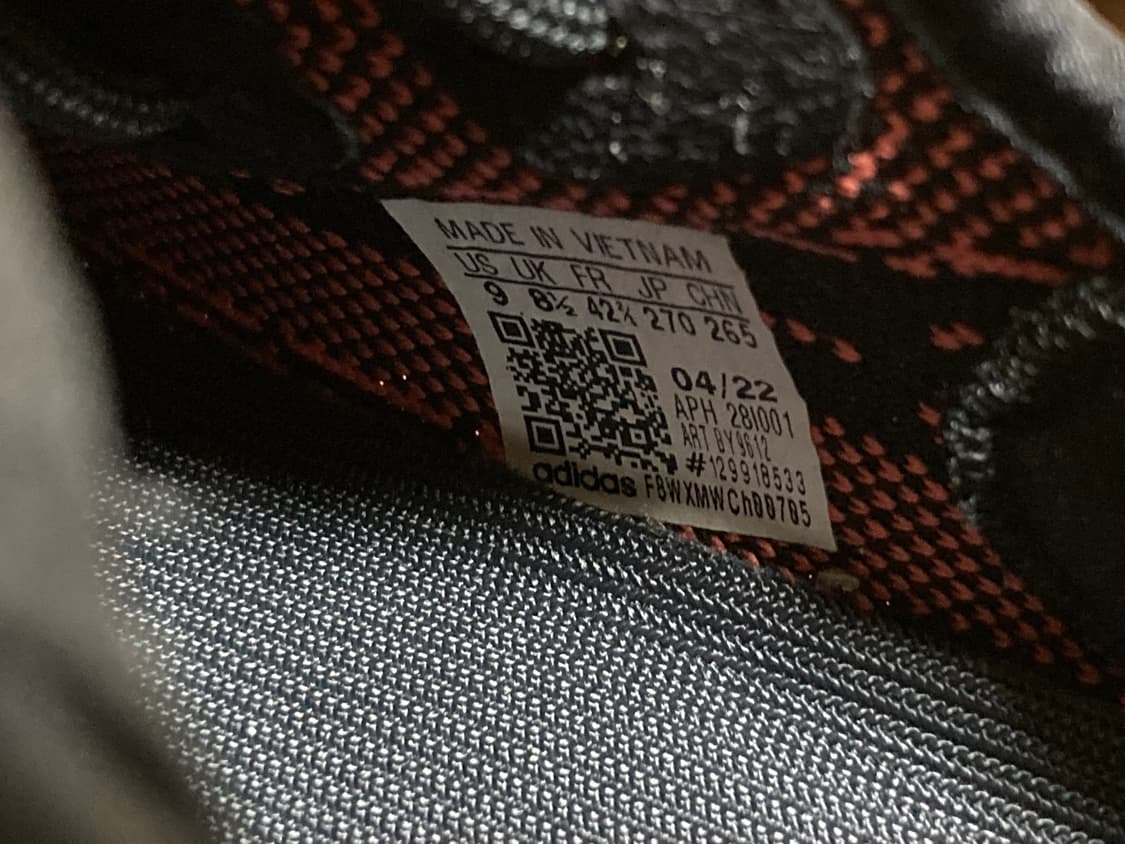 MADE IN VIETNAM
US UK FR JP CHN
9 8½ 42⅔ 270 265
04/22
APH 28I001
ART BY9612
#129918533
adidas FBWXMWCh00705